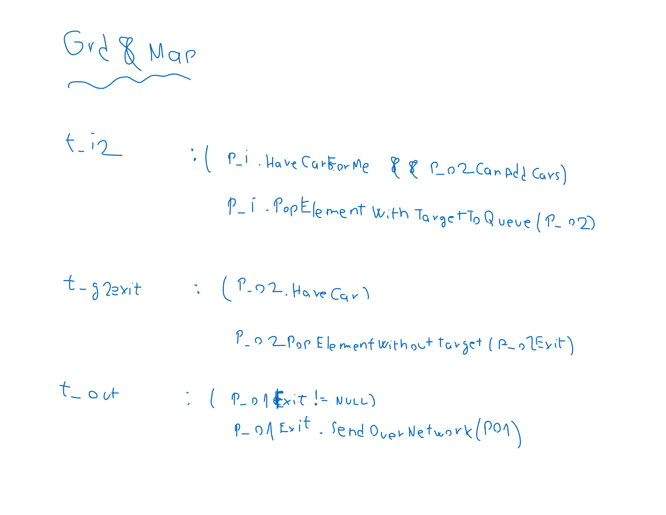 Grd & Map
t_i2 : ( P_i.HaveCarForMe && P_o2CanAddCars)
P_i.PopElementWithTargetToQueue(P_o2)
t_g2exit : (P_o2.HaveCar)
P_o2PopElementWithoutTarget(P_o2Exit)
t_out : ( P_o1Exit != NULL)
P_o1Exit.SendOverNetwork(PO1)